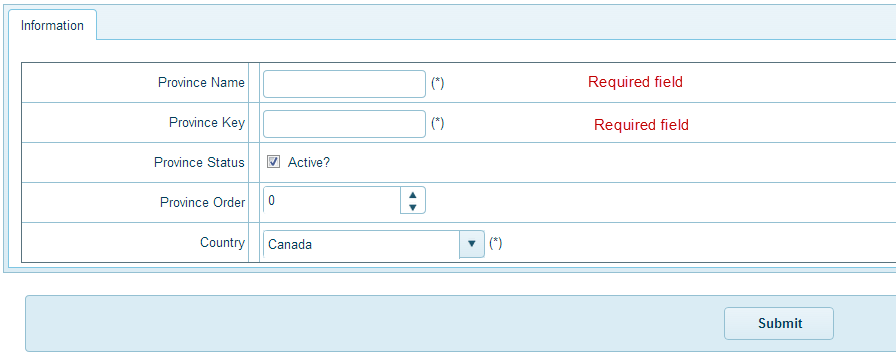 Information
Province Name (*) Required field
Province Key (*) Required field
Province Status Active?
Province Order 0
Country Canada (*)
Submit